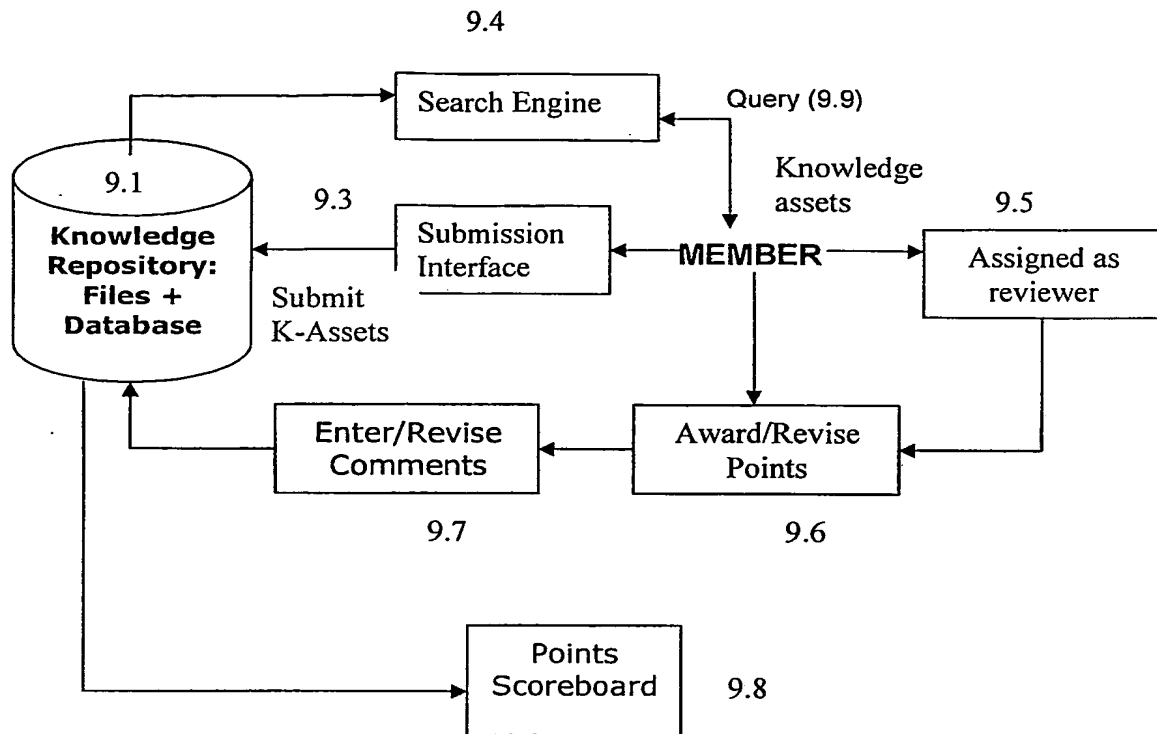 9.4
Search Engine
Query (9.9)
9.1
Knowledge
Repository:
Files +
Database
9.3
Submission
Interface
Submit
K-Assets
Knowledge
assets
MEMBER
9.5
Assigned as
reviewer
Enter/Revise
Comments
Award/Revise
Points
9.7
9.6
Points
Scoreboard
9.8